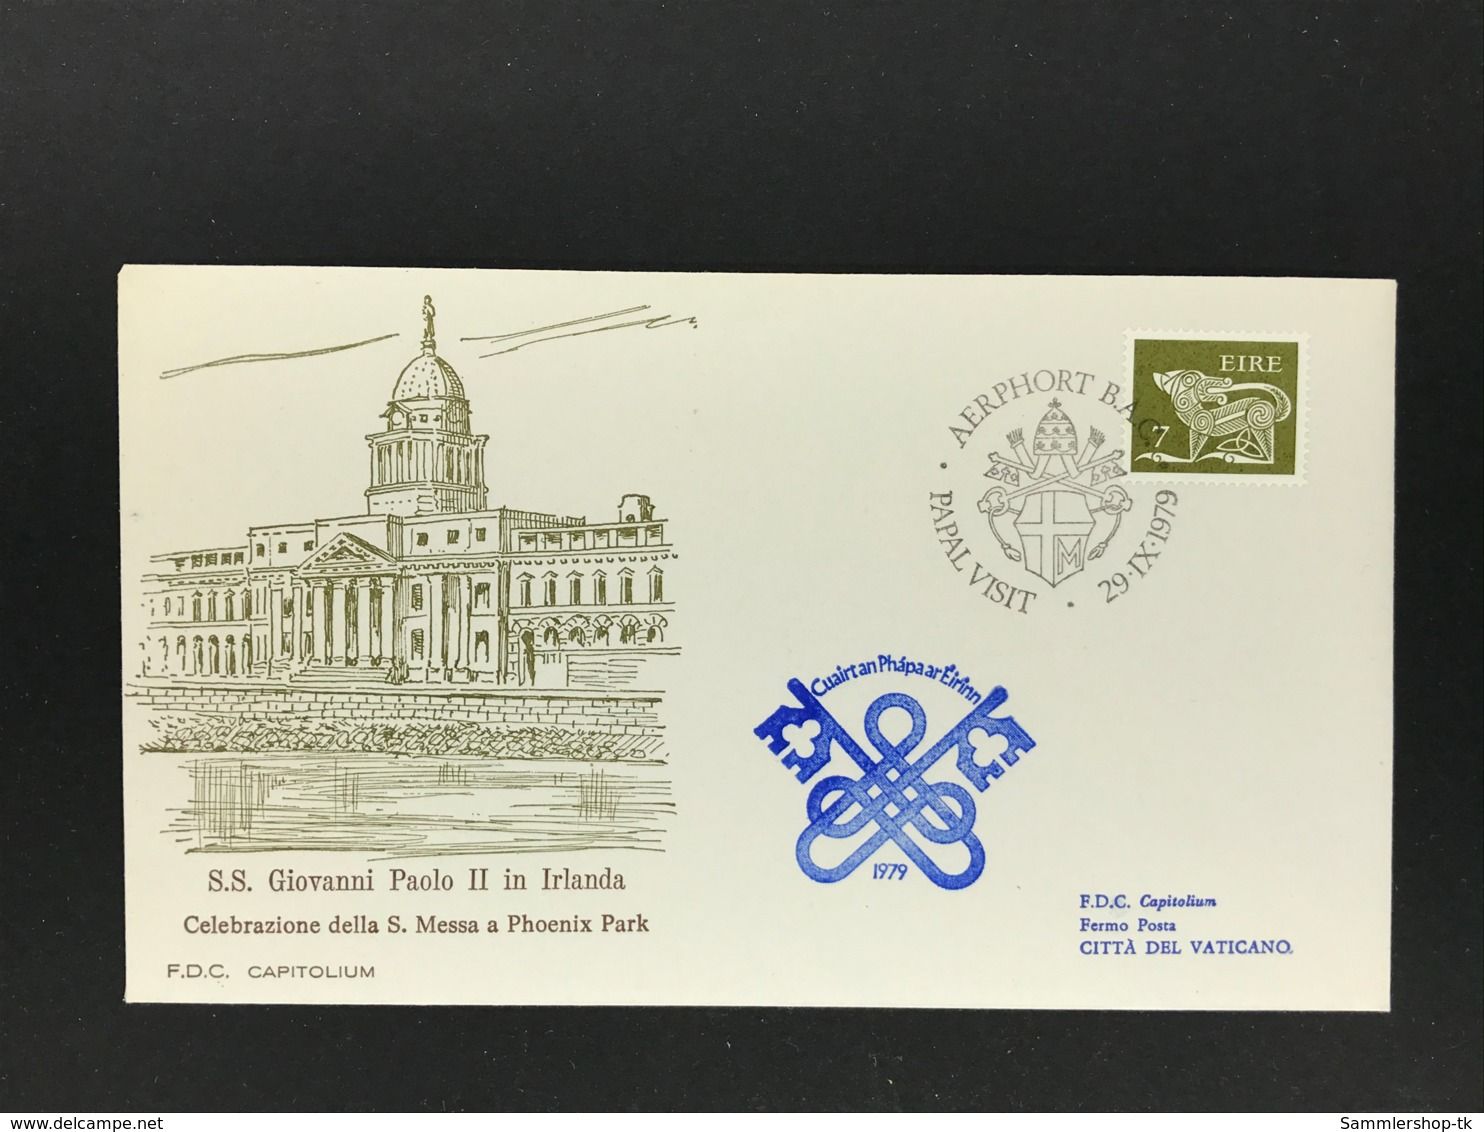 EIRE
7
AERPHORT B.A.C.
PAPAL VISIT
29·IX·1979
M
Cuairt an Phápa ar Éirinn
1979
S.S. Giovanni Paolo II in Irlanda
Celebrazione della S. Messa a Phoenix Park
F.D.C. CAPITOLIUM
F.D.C. Capitolium
Fermo Posta
CITTÀ DEL VATICANO.
www.delcampe.net
Sammlershop-tk